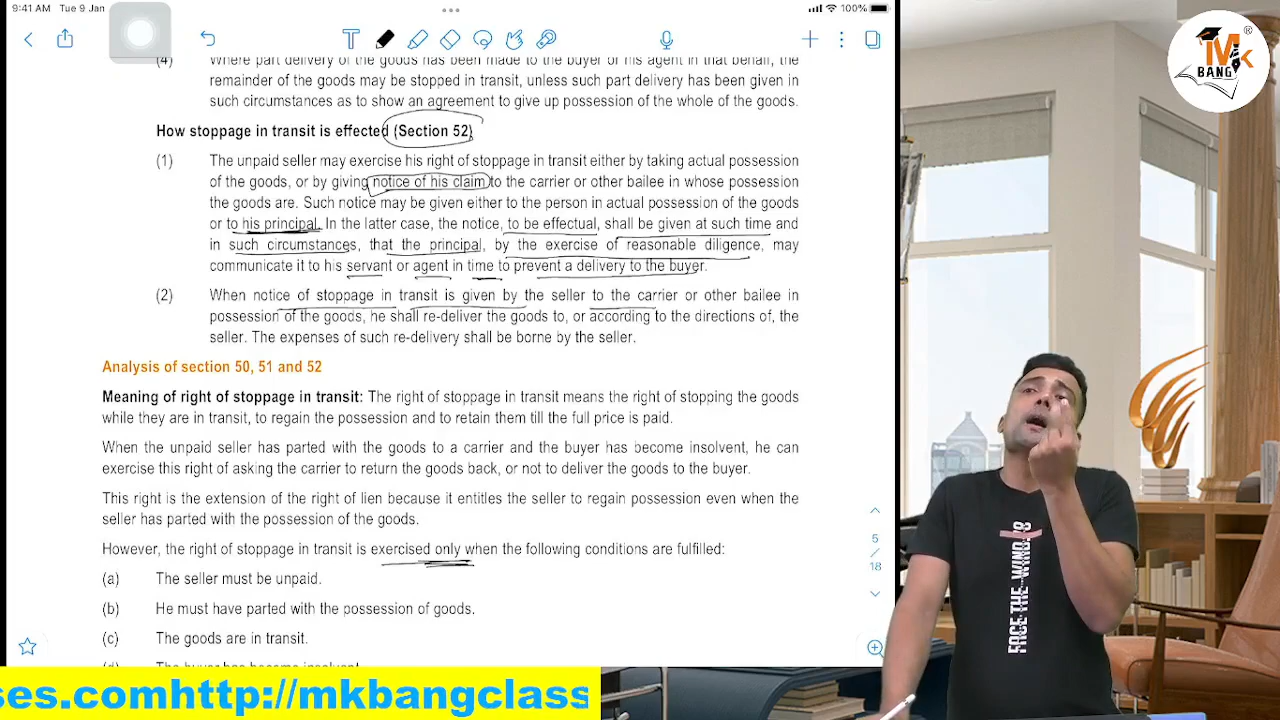 9:41 AM Tue 9 Jan
100%
(4) Where part delivery of the goods has been made to the buyer or his agent in that behalf, the
remainder of the goods may be stopped in transit, unless such part delivery has been given in
such circumstances as to show an agreement to give up possession of the whole of the goods.
How stoppage in transit is effected (Section 52)
(1) The unpaid seller may exercise his right of stoppage in transit either by taking actual possession
of the goods, or by giving notice of his claim to the carrier or other bailee in whose possession
the goods are. Such notice may be given either to the person in actual possession of the goods
or to his principal. In the latter case, the notice, to be effectual, shall be given at such time and
in such circumstances, that the principal, by the exercise of reasonable diligence, may
communicate it to his servant or agent in time to prevent a delivery to the buyer.
(2) When notice of stoppage in transit is given by the seller to the carrier or other bailee in
possession of the goods, he shall re-deliver the goods to, or according to the directions of, the
seller. The expenses of such re-delivery shall be borne by the seller.
Analysis of section 50, 51 and 52
Meaning of right of stoppage in transit: The right of stoppage in transit means the right of stopping the goods
while they are in transit, to regain the possession and to retain them till the full price is paid.
When the unpaid seller has parted with the goods to a carrier and the buyer has become insolvent, he can
exercise this right of asking the carrier to return the goods back, or not to deliver the goods to the buyer.
This right is the extension of the right of lien because it entitles the seller to regain possession even when the
seller has parted with the possession of the goods.
However, the right of stoppage in transit is exercised only when the following conditions are fulfilled:
(a) The seller must be unpaid.
(b) He must have parted with the possession of goods.
(c) The goods are in transit.
(d) The buyer has become insolvent.
5
/
18
Mk
BANG
®
FACE THE WIND.78
ses.comhttp://mkbangclass